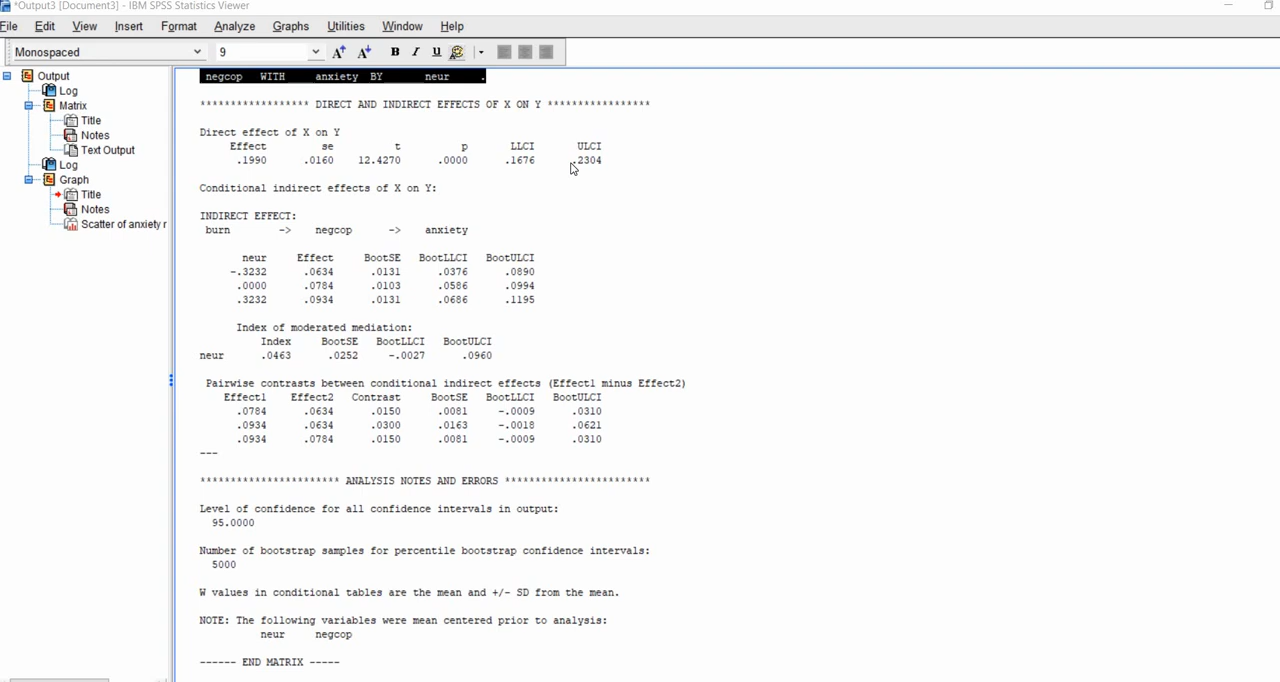 *Output3 [Document3] - IBM SPSS Statistics Viewer
File Edit View Insert Format Analyze Graphs Utilities Window Help
Monospaced 9 A A B I U
Output
Log
Matrix
Title
Notes
Text Output
Log
Graph
Title
Notes
Scatter of anxiety r
negcop WITH anxiety BY neur .
****************** DIRECT AND INDIRECT EFFECTS OF X ON Y *****************
Direct effect of X on Y
Effect se t p LLCI ULCI
.1990 .0160 12.4270 .0000 .1676 .2304
Conditional indirect effects of X on Y:
INDIRECT EFFECT:
burn -> negcop -> anxiety
neur Effect BootSE BootLLCI BootULCI
-.3232 .0634 .0131 .0376 .0890
.0000 .0784 .0103 .0586 .0994
.3232 .0934 .0131 .0686 .1195
Index of moderated mediation:
Index BootSE BootLLCI BootULCI
neur .0463 .0252 -.0027 .0960
Pairwise contrasts between conditional indirect effects (Effect1 minus Effect2)
Effect1 Effect2 Contrast BootSE BootLLCI BootULCI
.0784 .0634 .0150 .0081 -.0009 .0310
.0934 .0634 .0300 .0163 -.0018 .0621
.0934 .0784 .0150 .0081 -.0009 .0310
---
*********************** ANALYSIS NOTES AND ERRORS ************************
Level of confidence for all confidence intervals in output:
95.0000
Number of bootstrap samples for percentile bootstrap confidence intervals:
5000
W values in conditional tables are the mean and +/- SD from the mean.
NOTE: The following variables were mean centered prior to analysis:
neur negcop
------ END MATRIX -----